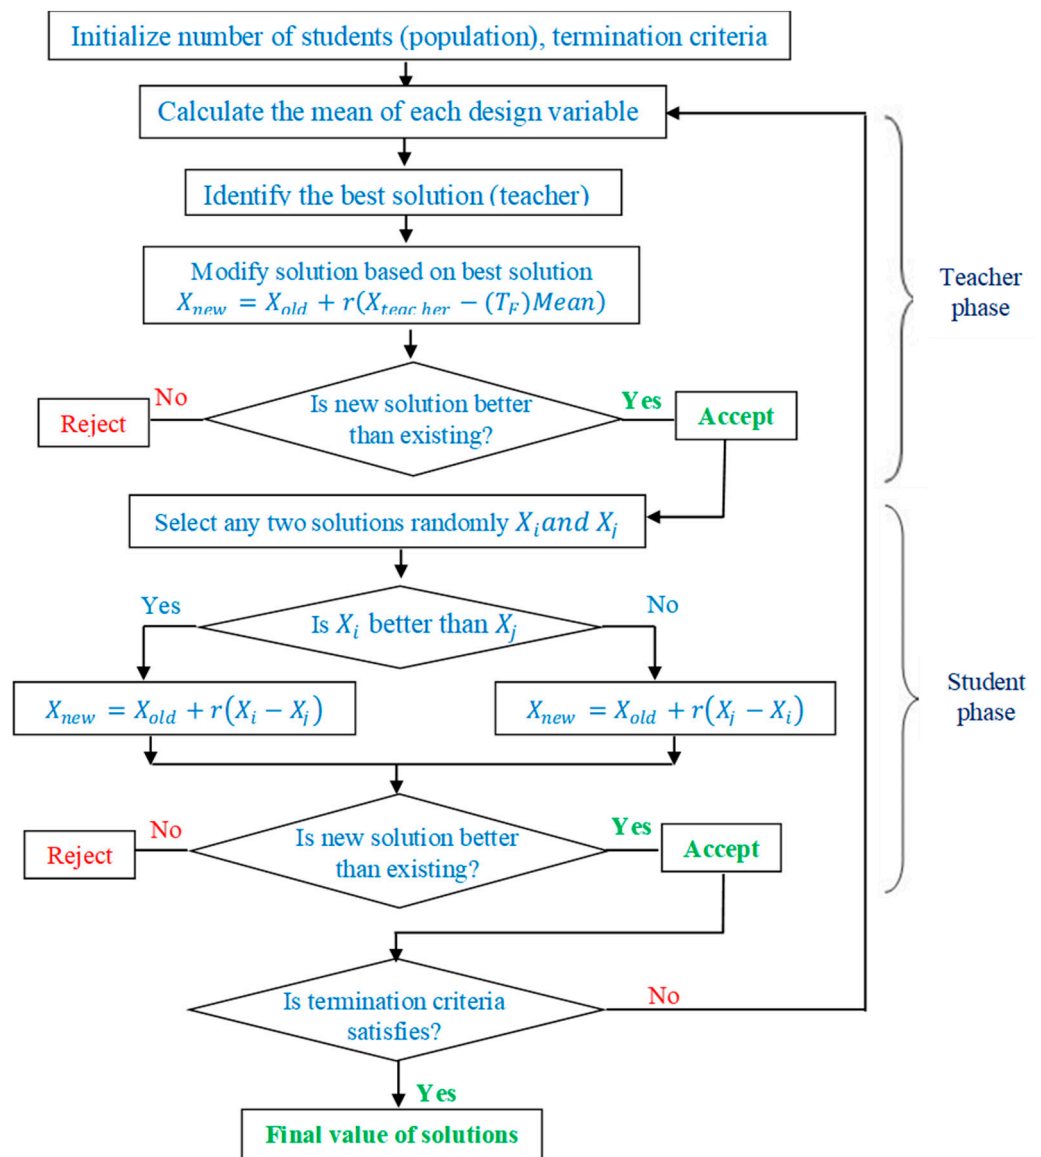 Initialize number of students (population), termination criteria
Calculate the mean of each design variable
Identify the best solution (teacher)
Modify solution based on best solution
X_new = X_old + r(X_teacher − (T_F)Mean)
Teacher
phase
Is new solution better
than existing?
No
Reject
Yes
Accept
Select any two solutions randomly X_i and X_j
Is X_i better than X_j
Yes
No
X_new = X_old + r(X_i − X_j)
X_new = X_old + r(X_j − X_i)
Student
phase
Is new solution better
than existing?
No
Reject
Yes
Accept
Is termination criteria
satisfies?
No
Yes
Final value of solutions